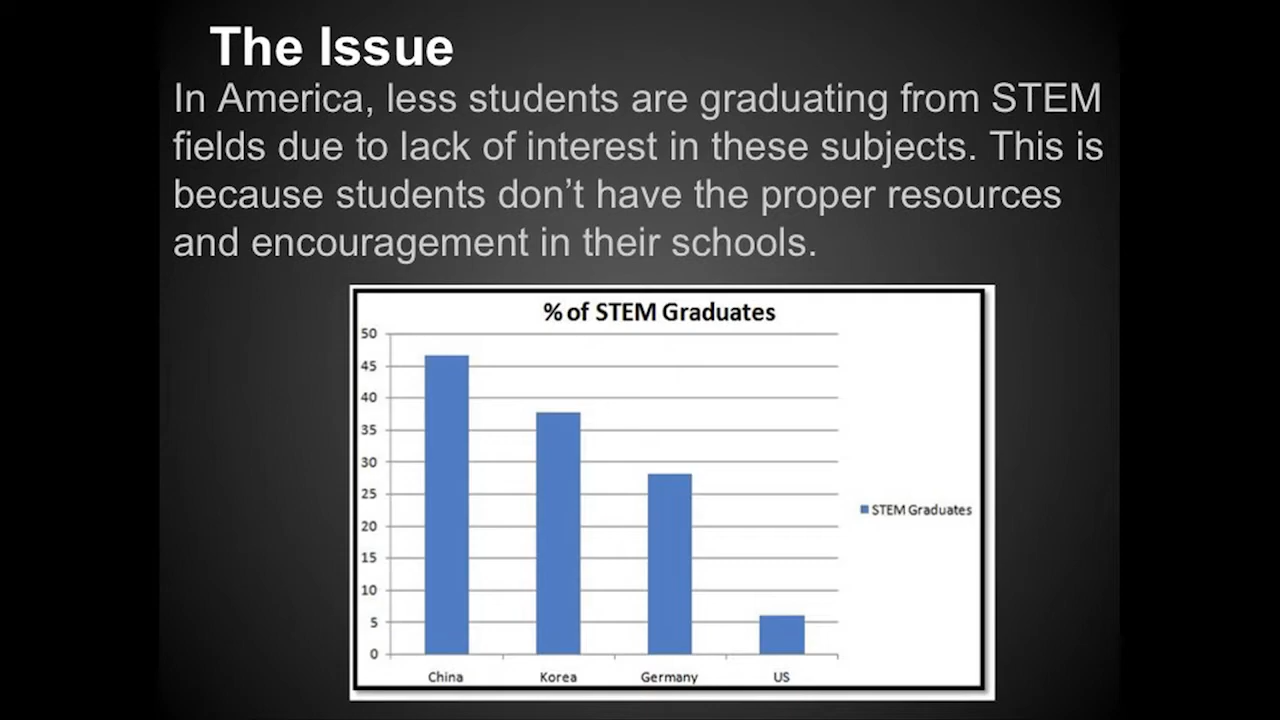 The Issue
In America, less students are graduating from STEM
fields due to lack of interest in these subjects. This is
because students don’t have the proper resources
and encouragement in their schools.
% of STEM Graduates
50
45
40
35
30
25
20
15
10
5
0
China Korea Germany US
STEM Graduates